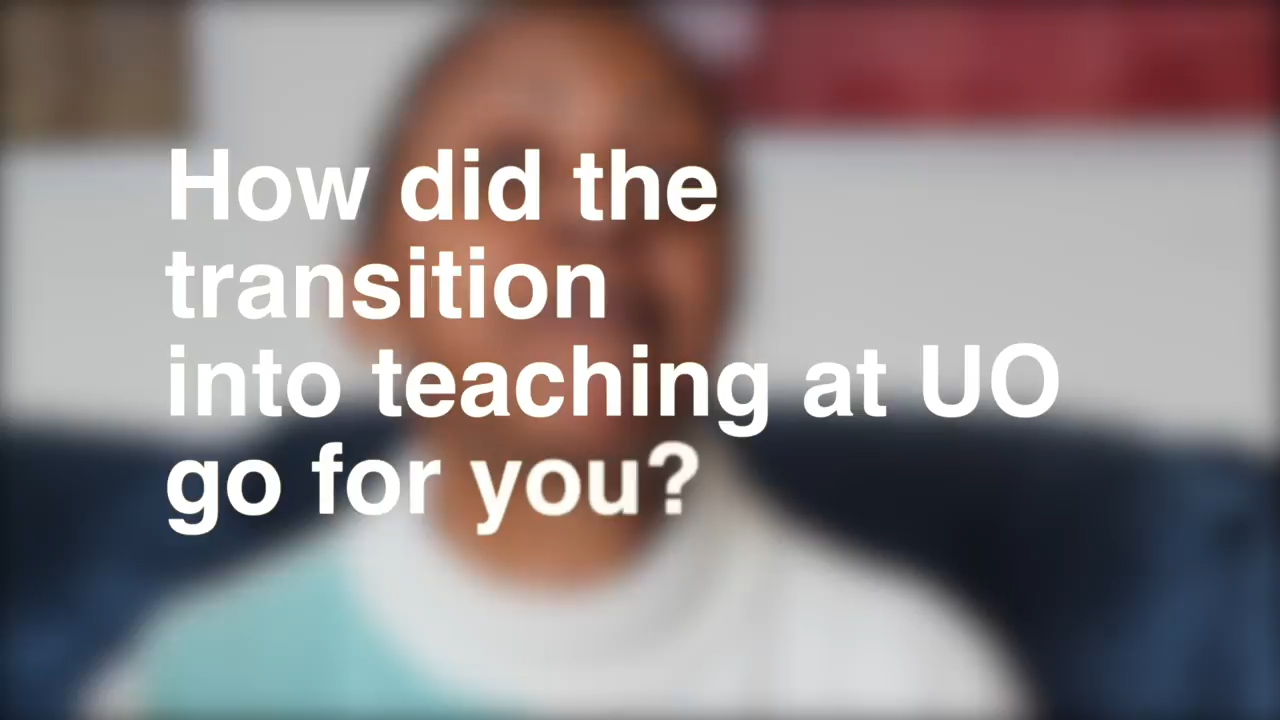 How did the
transition
into teaching at UO
go for you?